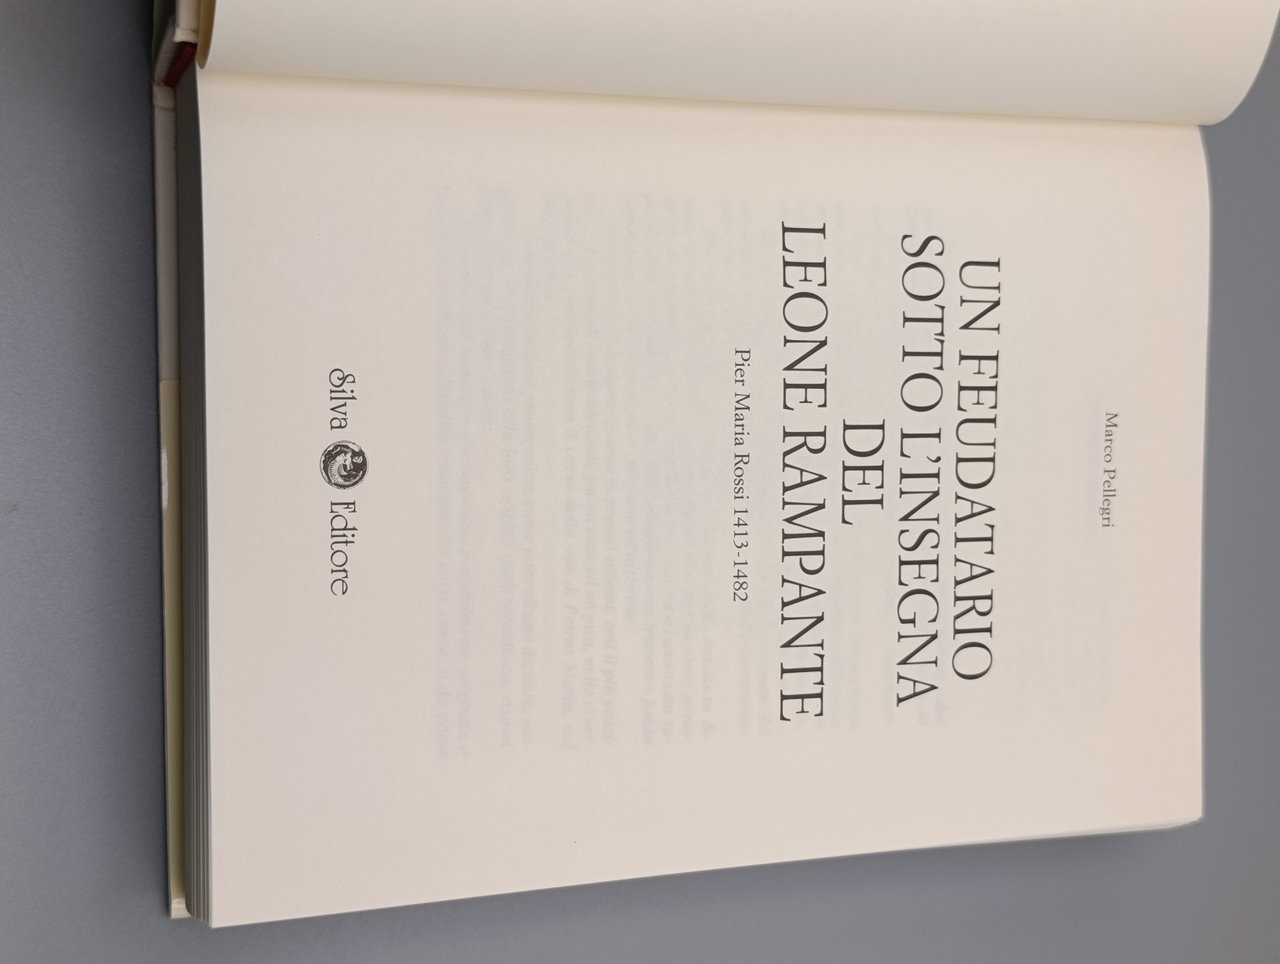 Marco Pellegri
UN FEUDATARIO
SOTTO L'INSEGNA
DEL
LEONE RAMPANTE
Pier Maria Rossi 1413-1482
Silva Editore